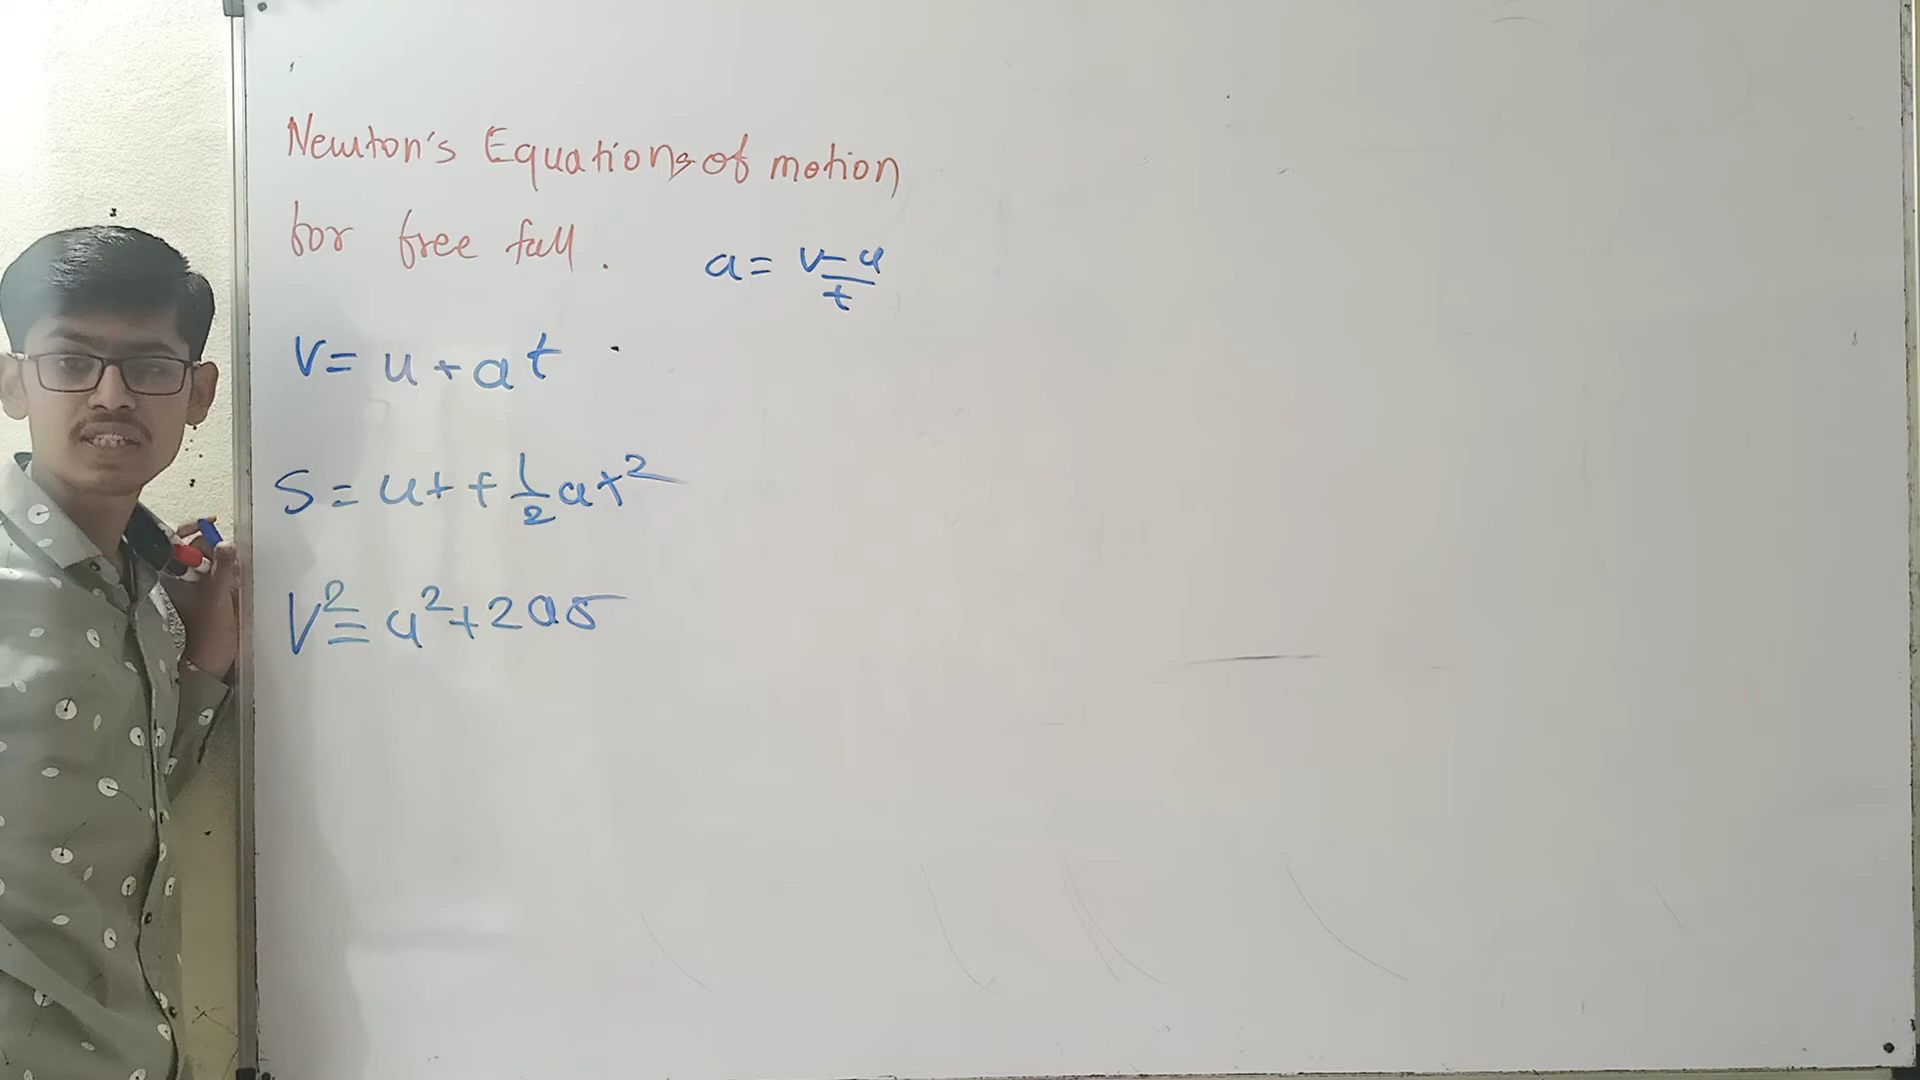 Newton's Equations of motion
for free fall.
a = v-u/t
v = u + at
s = ut + 1/2 at²
v² = u² + 2as